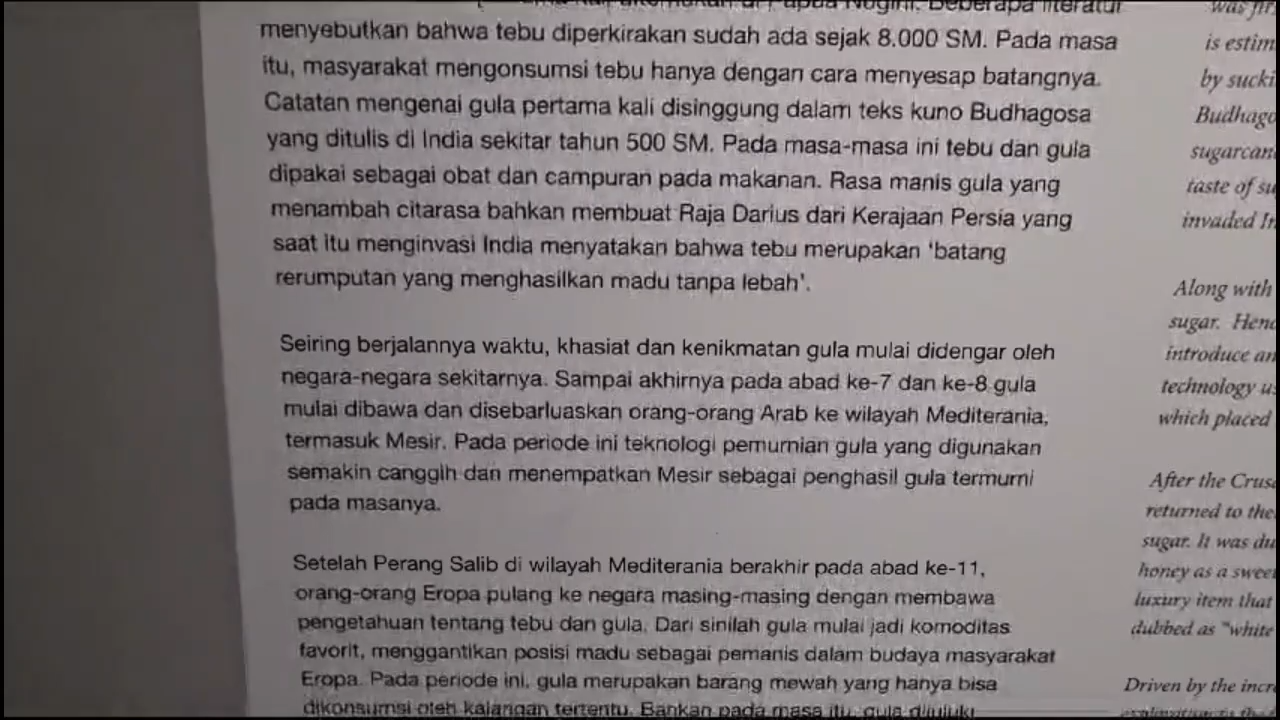 di Papua Nugini. Beberapa literatur
menyebutkan bahwa tebu diperkirakan sudah ada sejak 8.000 SM. Pada masa
itu, masyarakat mengonsumsi tebu hanya dengan cara menyesap batangnya.
Catatan mengenai gula pertama kali disinggung dalam teks kuno Budhagosa
yang ditulis di India sekitar tahun 500 SM. Pada masa-masa ini tebu dan gula
dipakai sebagai obat dan campuran pada makanan. Rasa manis gula yang
menambah citarasa bahkan membuat Raja Darius dari Kerajaan Persia yang
saat itu menginvasi India menyatakan bahwa tebu merupakan 'batang
rerumputan yang menghasilkan madu tanpa lebah'.
Seiring berjalannya waktu, khasiat dan kenikmatan gula mulai didengar oleh
negara-negara sekitarnya. Sampai akhirnya pada abad ke-7 dan ke-8 gula
mulai dibawa dan disebarluaskan orang-orang Arab ke wilayah Mediterania,
termasuk Mesir. Pada periode ini teknologi pemurnian gula yang digunakan
semakin canggih dan menempatkan Mesir sebagai penghasil gula termurni
pada masanya.
Setelah Perang Salib di wilayah Mediterania berakhir pada abad ke-11,
orang-orang Eropa pulang ke negara masing-masing dengan membawa
pengetahuan tentang tebu dan gula. Dari sinilah gula mulai jadi komoditas
favorit, menggantikan posisi madu sebagai pemanis dalam budaya masyarakat
Eropa. Pada periode ini, gula merupakan barang mewah yang hanya bisa
dikonsumsi oleh kalangan tertentu. Bahkan pada masa itu, gula dijuluki
was
is
by
taste of
invaded
Along with
sugar.
introduce
technology
which placed
After the
returned to the
sugar. It was
honey as a
luxury item that
dubbed as "white
Driven by the